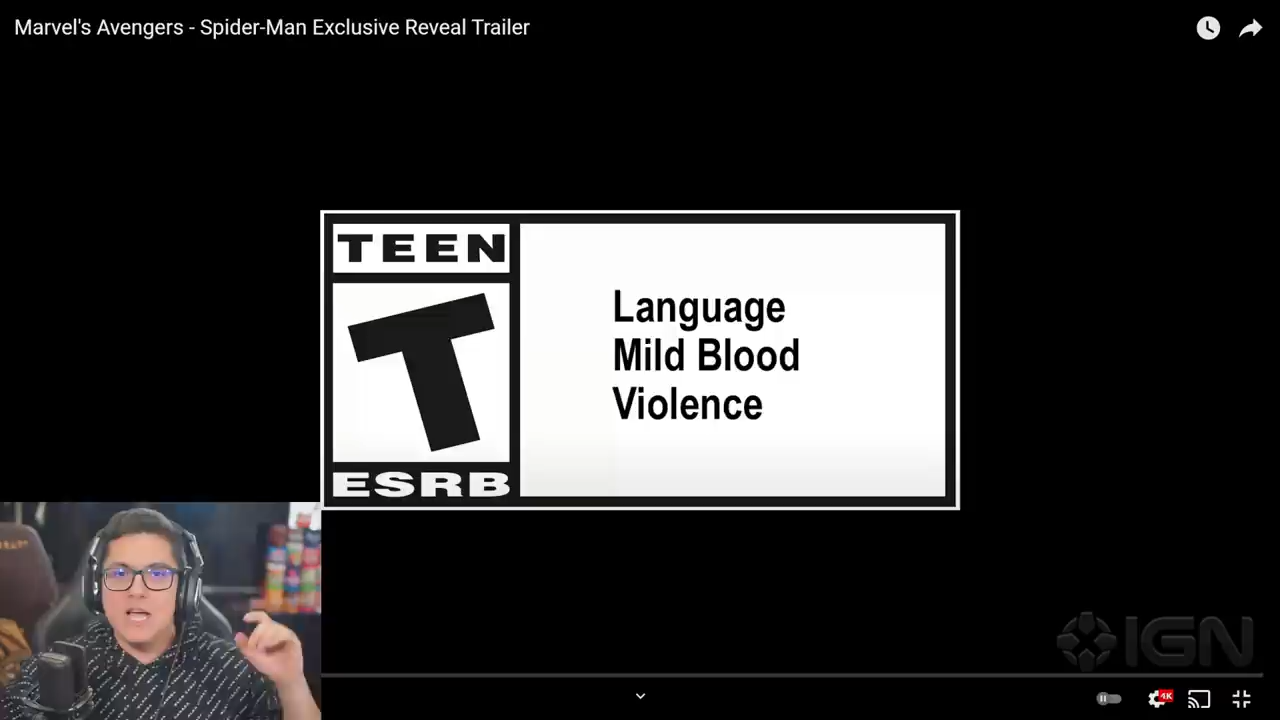 Marvel's Avengers - Spider-Man Exclusive Reveal Trailer
TEEN
T
ESRB
Language
Mild Blood
Violence
IGN
4K